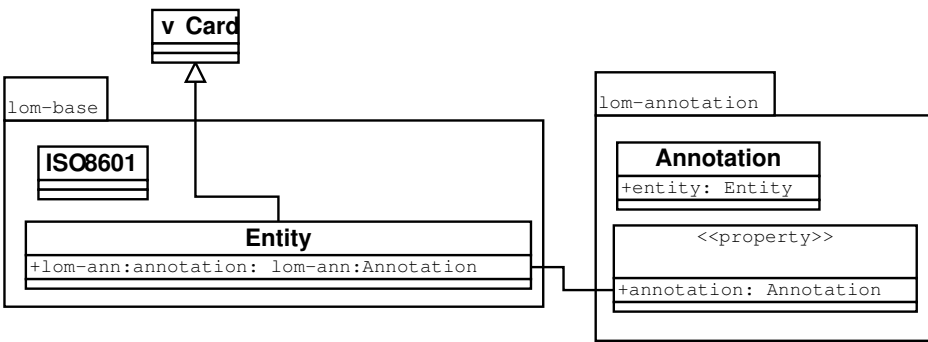 v Card
lom-base
ISO8601
Entity
+lom-ann:annotation: lom-ann:Annotation
lom-annotation
Annotation
+entity: Entity
<<property>>
+annotation: Annotation